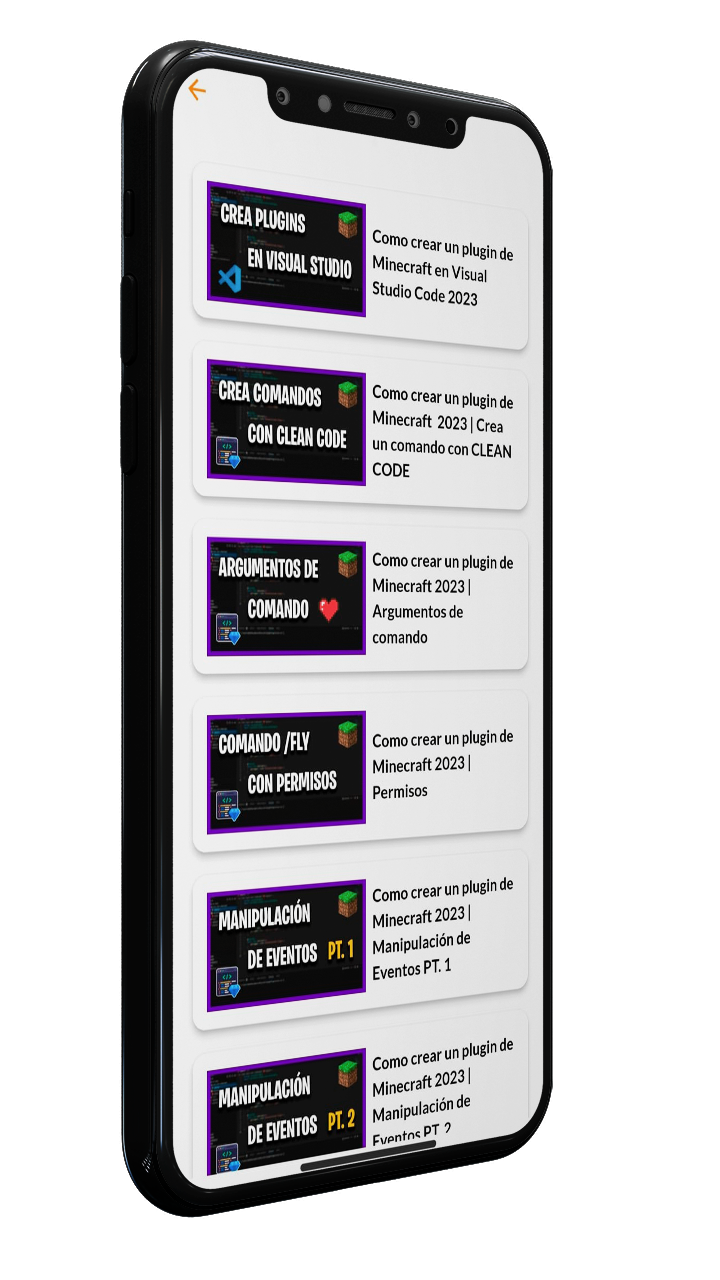 CREA PLUGINS
EN VISUAL STUDIO
Como crear un plugin de
Minecraft en Visual
Studio Code 2023
CREA COMANDOS
CON CLEAN CODE
Como crear un plugin de
Minecraft 2023 | Crea
un comando con CLEAN
CODE
ARGUMENTOS DE
COMANDO
Como crear un plugin de
Minecraft 2023 |
Argumentos de
comando
COMANDO /FLY
CON PERMISOS
Como crear un plugin de
Minecraft 2023 |
Permisos
MANIPULACIÓN
DE EVENTOS PT. 1
Como crear un plugin de
Minecraft 2023 |
Manipulación de
Eventos PT. 1
MANIPULACIÓN
DE EVENTOS PT. 2
Como crear un plugin de
Minecraft 2023 |
Manipulación de
Eventos PT. 2